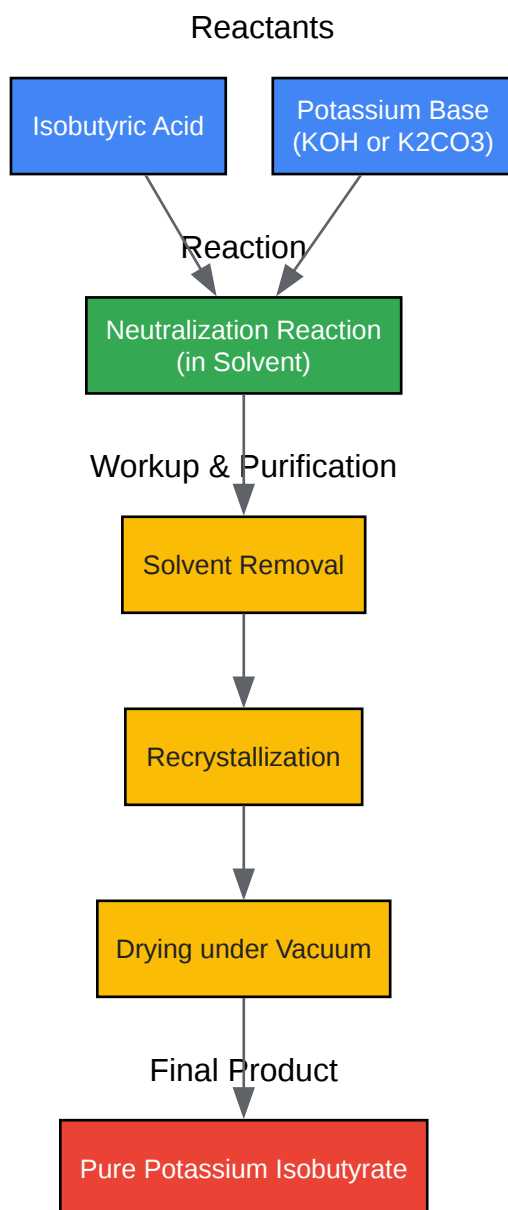 Reactants
Isobutyric Acid
Potassium Base
(KOH or K2CO3)
Reaction
Neutralization Reaction
(in Solvent)
Workup & Purification
Solvent Removal
Recrystallization
Drying under Vacuum
Final Product
Pure Potassium Isobutyrate